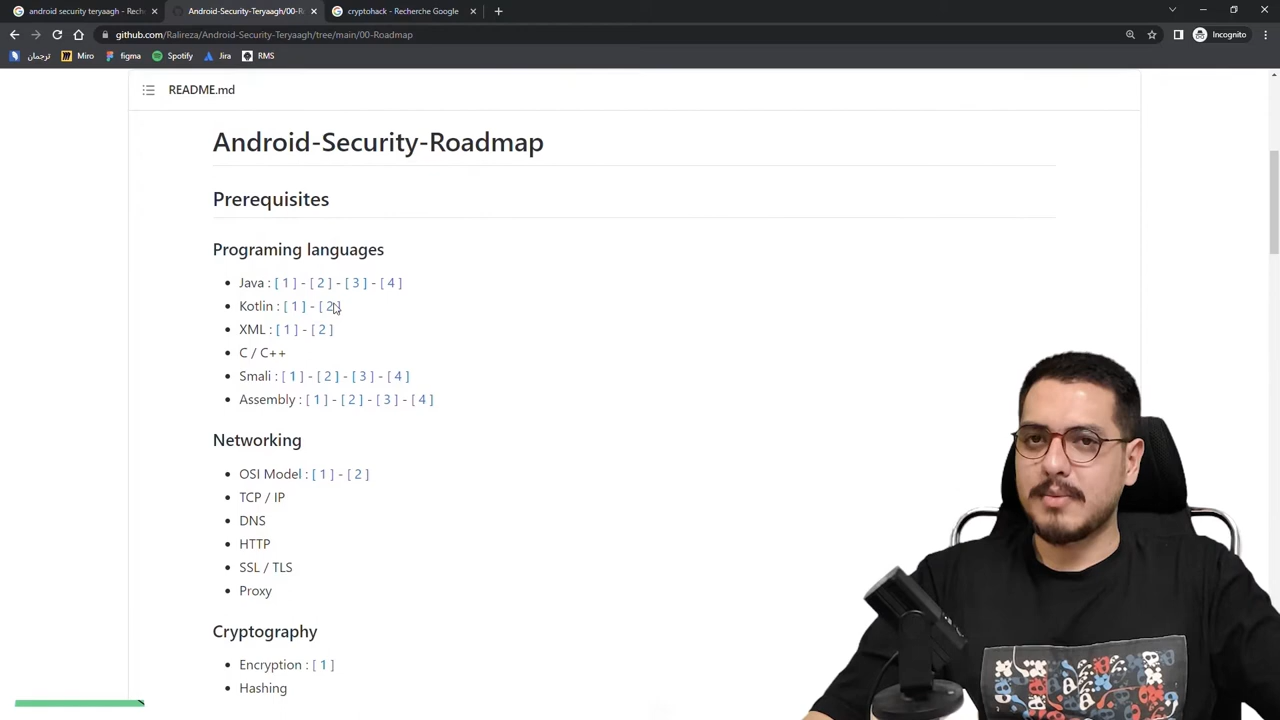 android security teryaagh - Rech
Android-Security-Teryaagh/00-R
cryptohack - Recherche Google
github.com/Ralireza/Android-Security-Teryaagh/tree/main/00-Roadmap
Incognito
ترجمان
Miro
figma
Spotify
Jira
RMS
README.md
Android-Security-Roadmap
Prerequisites
Programing languages
Java : [ 1 ] - [ 2 ] - [ 3 ] - [ 4 ]
Kotlin : [ 1 ] - [ 2 ]
XML : [ 1 ] - [ 2 ]
C / C++
Smali : [ 1 ] - [ 2 ] - [ 3 ] - [ 4 ]
Assembly : [ 1 ] - [ 2 ] - [ 3 ] - [ 4 ]
Networking
OSI Model : [ 1 ] - [ 2 ]
TCP / IP
DNS
HTTP
SSL / TLS
Proxy
Cryptography
Encryption : [ 1 ]
Hashing